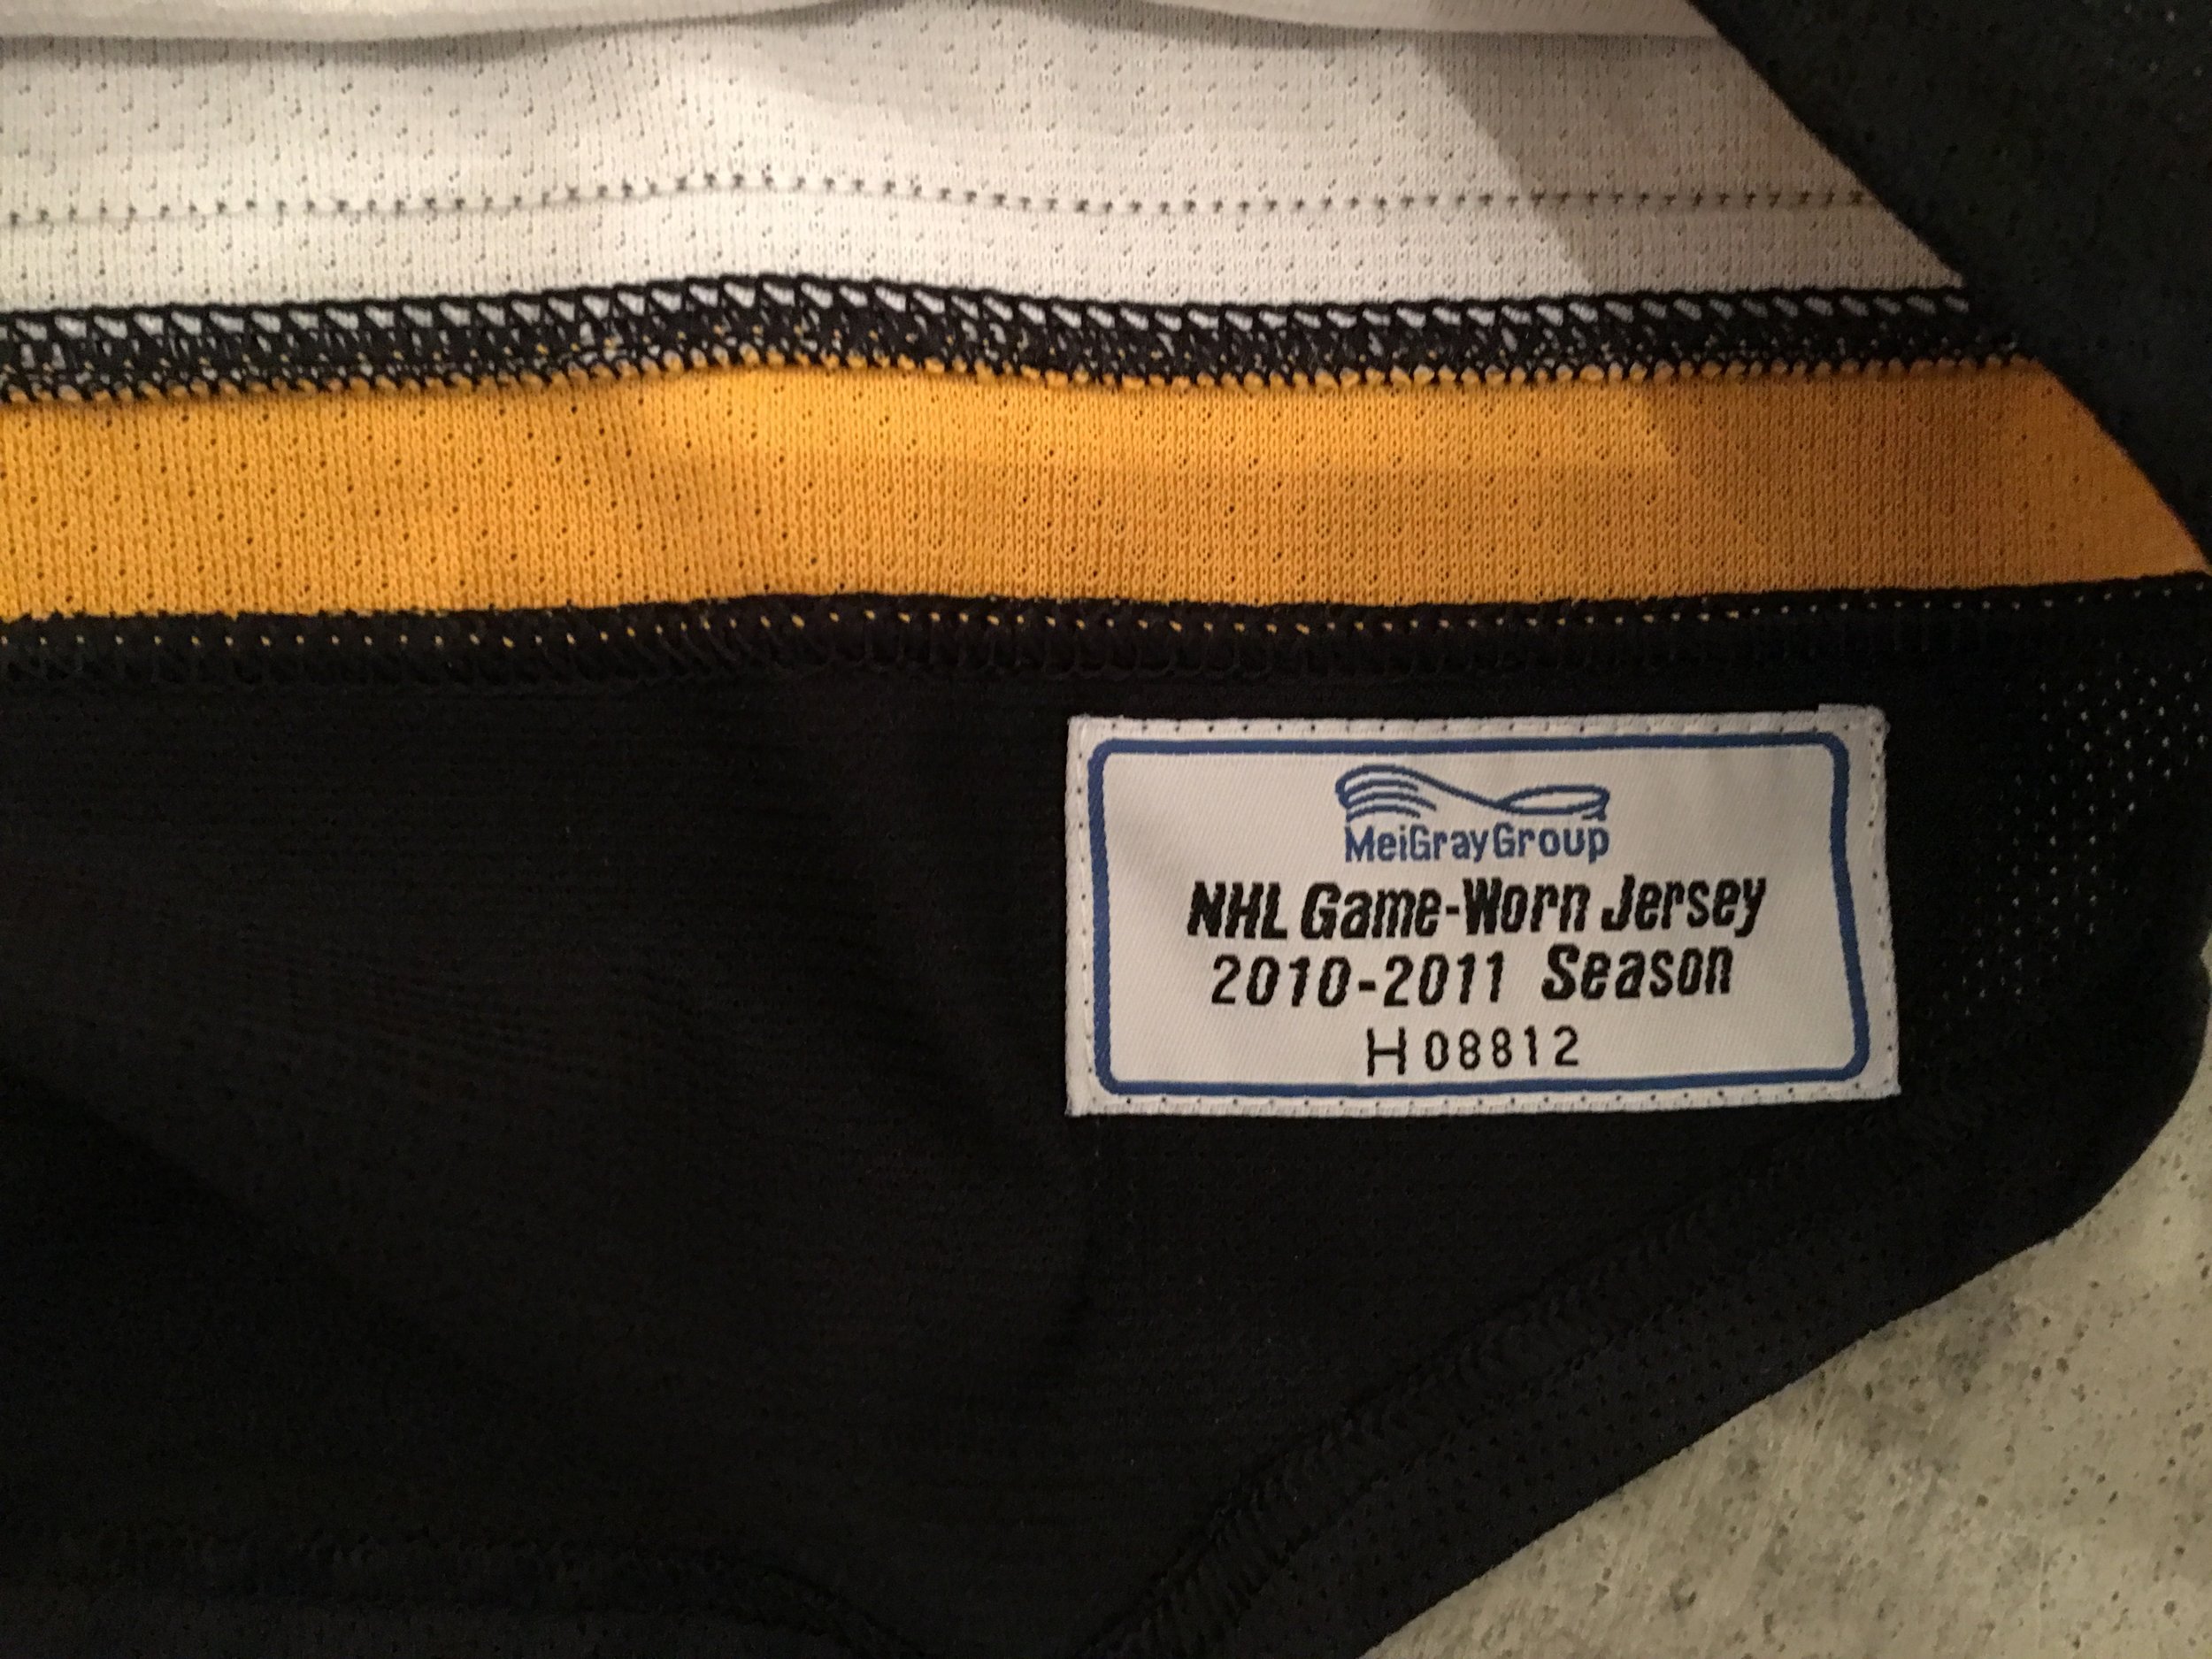 MeiGrayGroup
NHL Game-Worn Jersey
2010-2011 Season
H08812